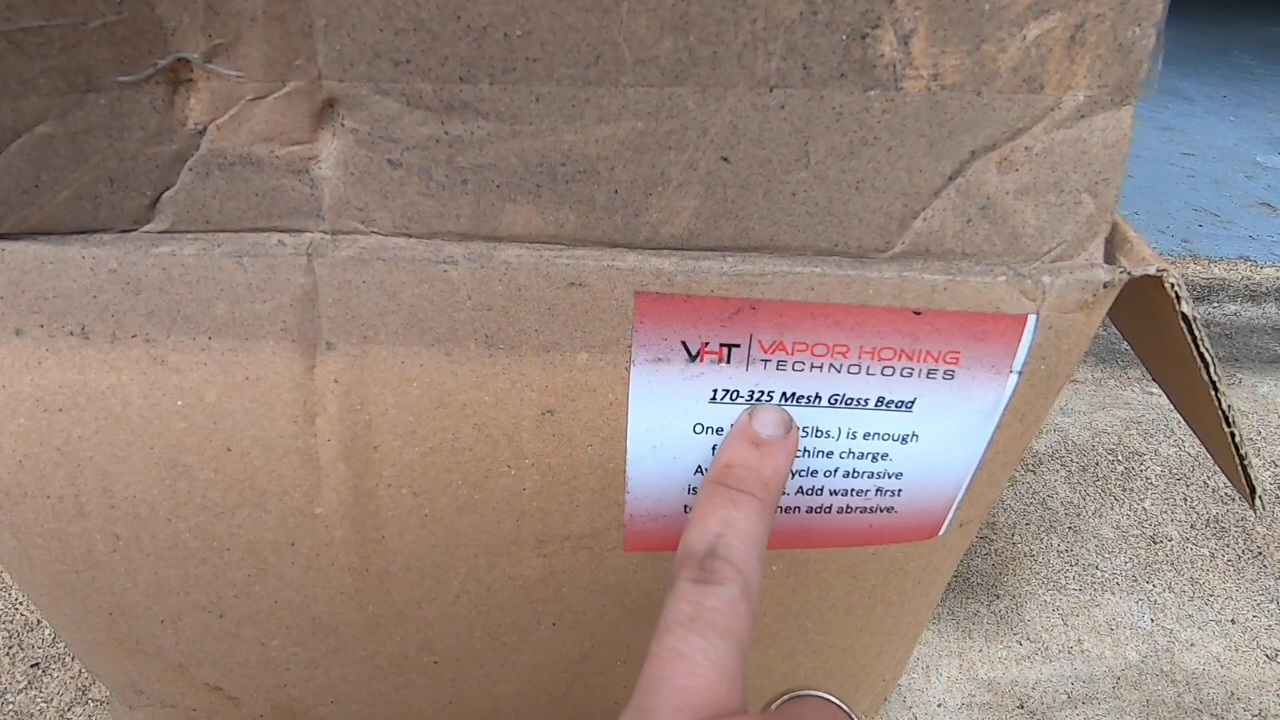 VHT | VAPOR HONING
TECHNOLOGIES
170-325 Mesh Glass Bead
One 5lbs.) is enough
chine charge.
ycle of abrasive
is s. Add water first
hen add abrasive.